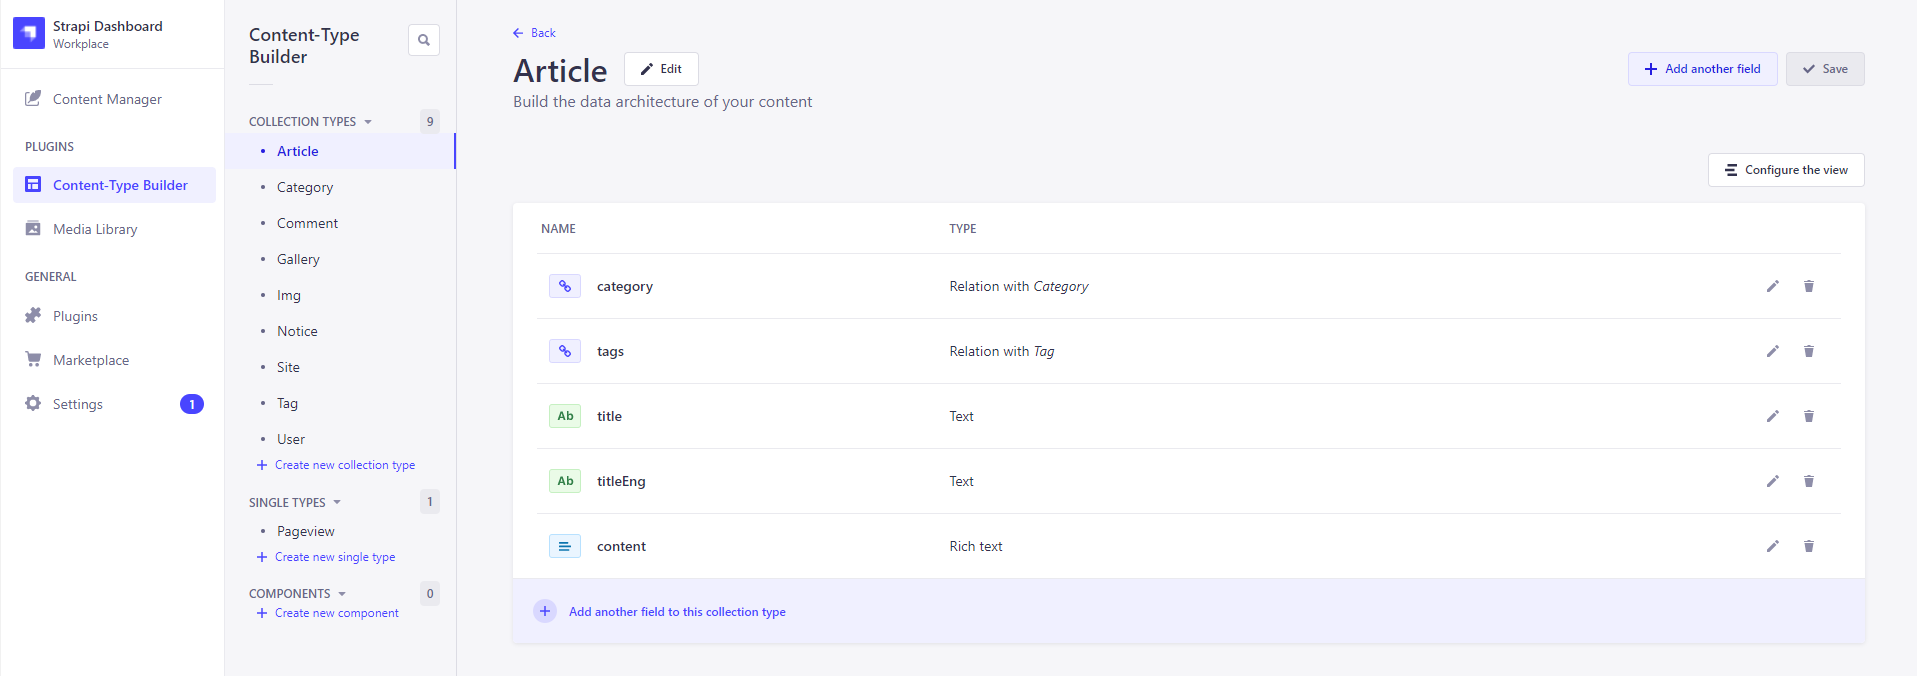 Strapi Dashboard
Workplace
Content Manager
PLUGINS
Content-Type Builder
Media Library
GENERAL
Plugins
Marketplace
Settings
1
Content-Type
Builder
COLLECTION TYPES
9
Article
Category
Comment
Gallery
Img
Notice
Site
Tag
User
Create new collection type
SINGLE TYPES
1
Pageview
Create new single type
COMPONENTS
0
Create new component
Back
Article
Edit
Build the data architecture of your content
Add another field
Save
Configure the view
NAME TYPE
category Relation with Category
tags Relation with Tag
Ab title Text
Ab titleEng Text
content Rich text
Add another field to this collection type